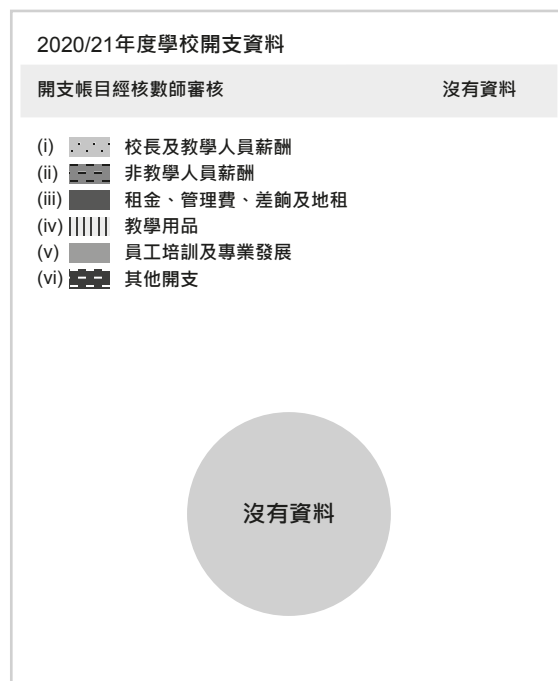 2020/21年度學校開支資料
開支帳目經核數師審核 沒有資料
(i) 校長及教學人員薪酬
(ii) 非教學人員薪酬
(iii) 租金、管理費、差餉及地租
(iv) 教學用品
(v) 員工培訓及專業發展
(vi) 其他開支
沒有資料